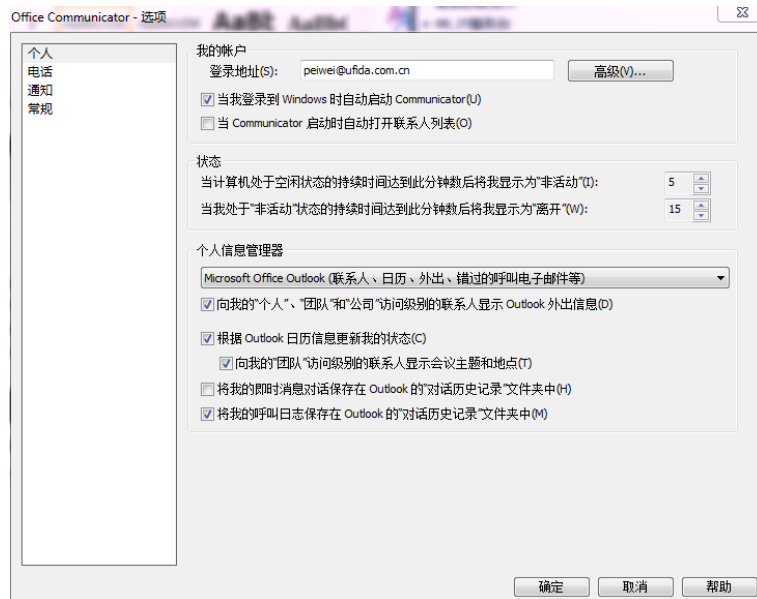 Office Communicator - 选项
AaBb
个人
电话
通知
常规
我的帐户
登录地址(S):
peiwei@ufida.com.cn
高级(V)...
当我登录到 Windows 时自动启动 Communicator(U)
当 Communicator 启动时自动打开联系人列表(O)
状态
当计算机处于空闲状态的持续时间达到此分钟数后将我显示为"非活动"(I):
5
当我处于"非活动"状态的持续时间达到此分钟数后将我显示为"离开"(W):
15
个人信息管理器
Microsoft Office Outlook (联系人、日历、外出、错过的呼叫电子邮件等)
向我的"个人"、"团队"和"公司"访问级别的联系人显示 Outlook 外出信息(D)
根据 Outlook 日历信息更新我的状态(C)
向我的"团队"访问级别的联系人显示会议主题和地点(T)
将我的即时消息对话保存在 Outlook 的"对话历史记录"文件夹中(H)
将我的呼叫日志保存在 Outlook 的"对话历史记录"文件夹中(M)
确定
取消
帮助